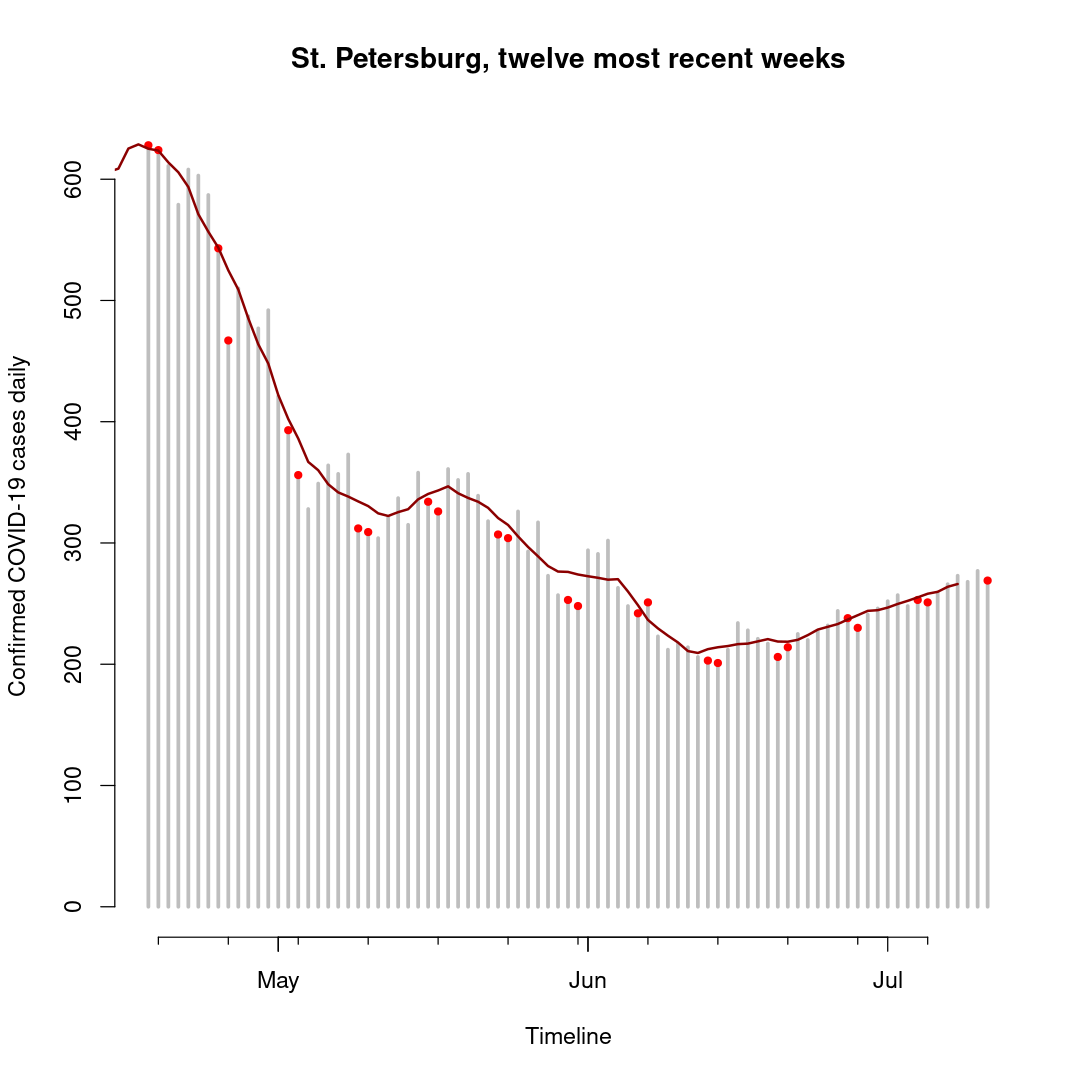 St. Petersburg, twelve most recent weeks
Confirmed COVID-19 cases daily
600
500
400
300
200
100
0
May Jun Jul
Timeline